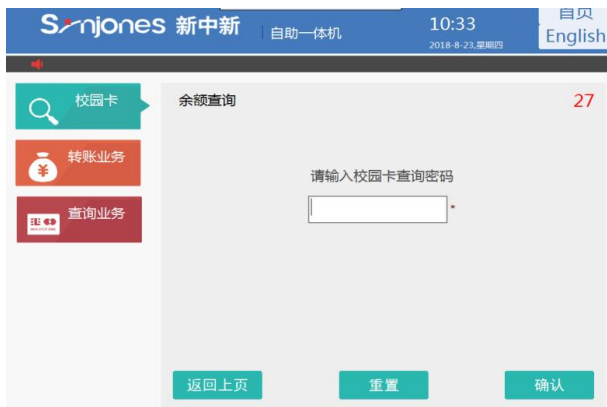 Synjones 新中新 自助一体机
10:33
2018-8-23,星期四
首页
English
校园卡
余额查询
27
转账业务
请输入校园卡查询密码
*
查询业务
返回上页
重置
确认